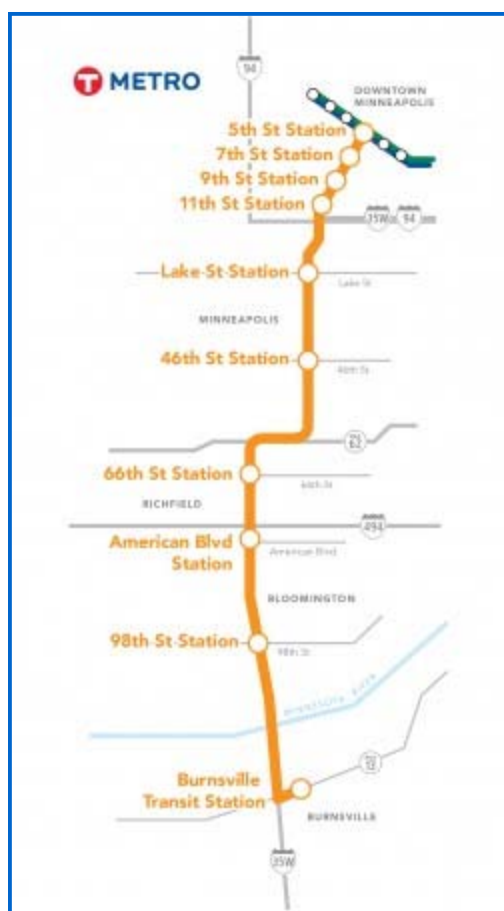 94
T METRO
DOWNTOWN
MINNEAPOLIS
5th St Station
7th St Station
9th St Station
11th St Station
35W
94
Lake St Station
Lake St
MINNEAPOLIS
46th St Station
46th St
62
66th St Station
66th St
RICHFIELD
494
American Blvd
Station
American Blvd
BLOOMINGTON
98th St Station
98th St
MINNESOTA RIVER
Burnsville
Transit Station
BURNSVILLE
35W